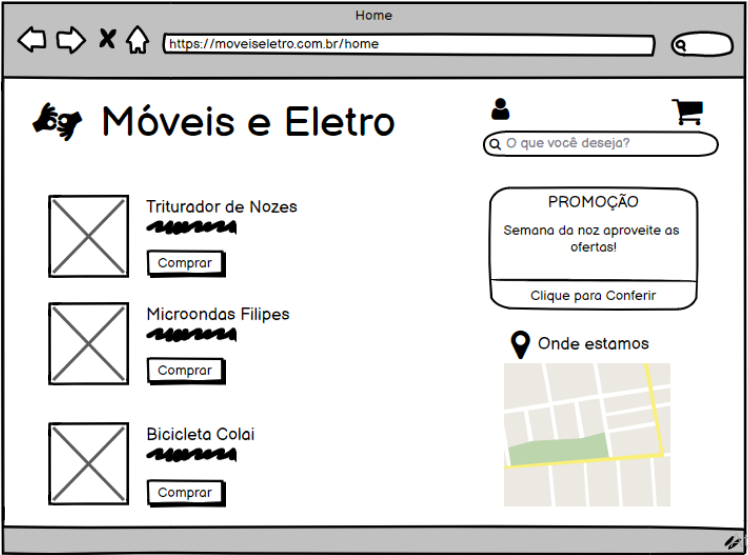 Home
https://moveiseletro.com.br/home
Móveis e Eletro
O que você deseja?
Triturador de Nozes
Comprar
Microondas Filipes
Comprar
Bicicleta Colai
Comprar
PROMOÇÃO
Semana da noz aproveite as
ofertas!
Clique para Conferir
Onde estamos